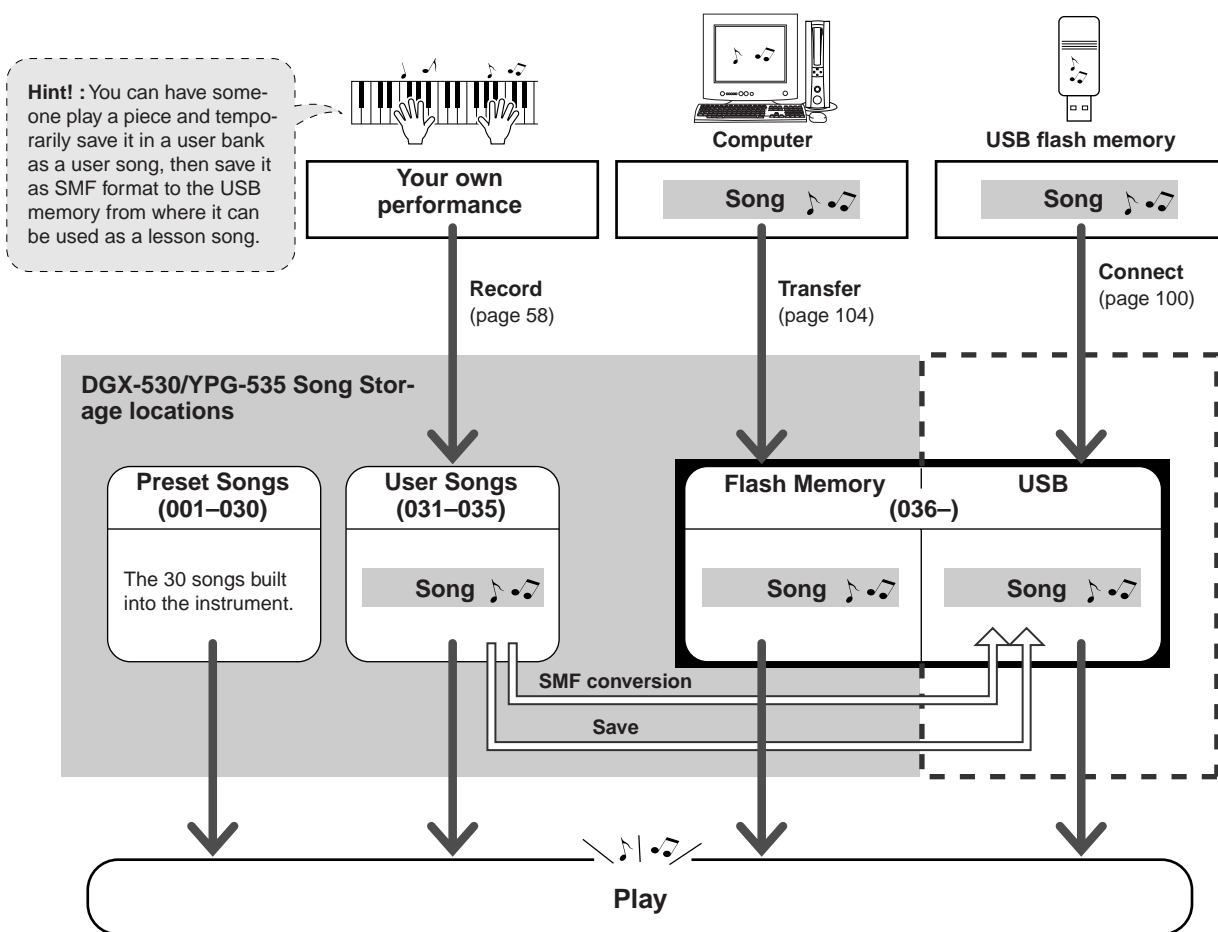 Hint! : You can have some-
one play a piece and tempo-
rarily save it in a user bank
as a user song, then save it
as SMF format to the USB
memory from where it can
be used as a lesson song.
Computer
USB flash memory
Your own
performance
Song
Song
Record
(page 58)
Transfer
(page 104)
Connect
(page 100)
DGX-530/YPG-535 Song Stor-
age locations
Preset Songs
(001–030)
The 30 songs built
into the instrument.
User Songs
(031–035)
Song
Flash Memory
USB
(036–)
Song
Song
SMF conversion
Save
Play